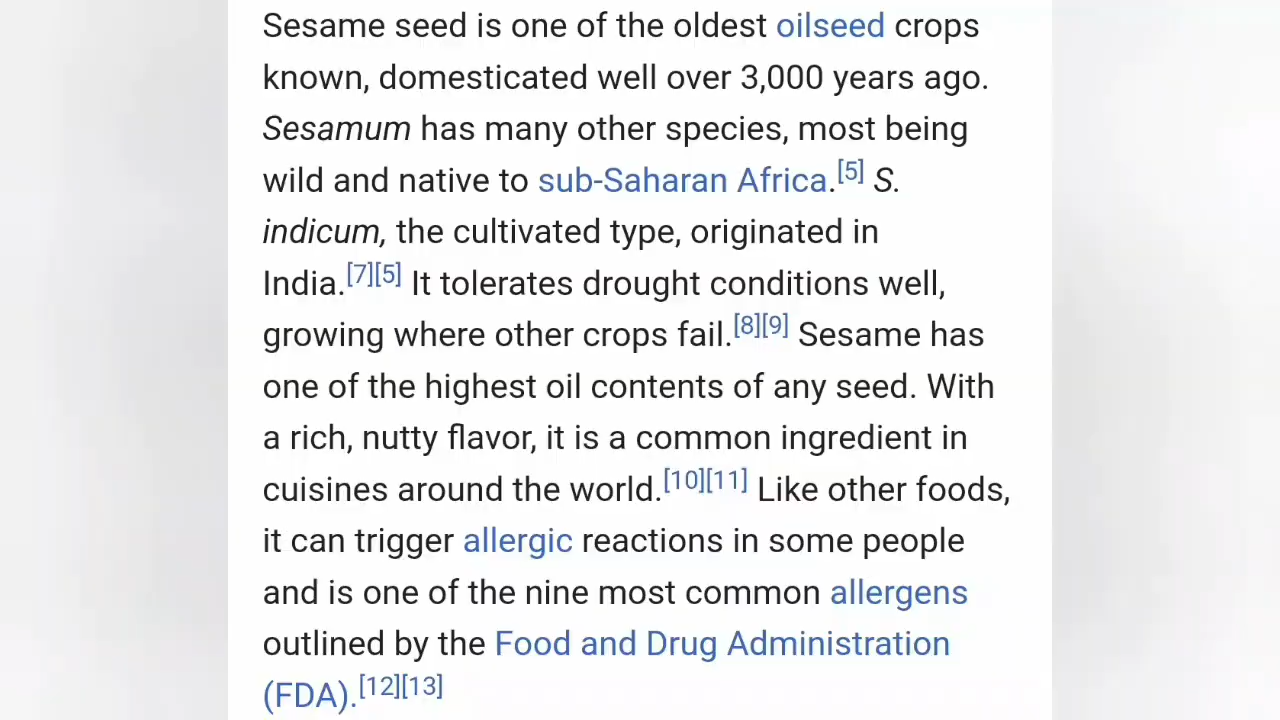 Sesame seed is one of the oldest oilseed crops
known, domesticated well over 3,000 years ago.
Sesamum has many other species, most being
wild and native to sub-Saharan Africa.[5] S.
indicum, the cultivated type, originated in
India.[7][5] It tolerates drought conditions well,
growing where other crops fail.[8][9] Sesame has
one of the highest oil contents of any seed. With
a rich, nutty flavor, it is a common ingredient in
cuisines around the world.[10][11] Like other foods,
it can trigger allergic reactions in some people
and is one of the nine most common allergens
outlined by the Food and Drug Administration
(FDA).[12][13]